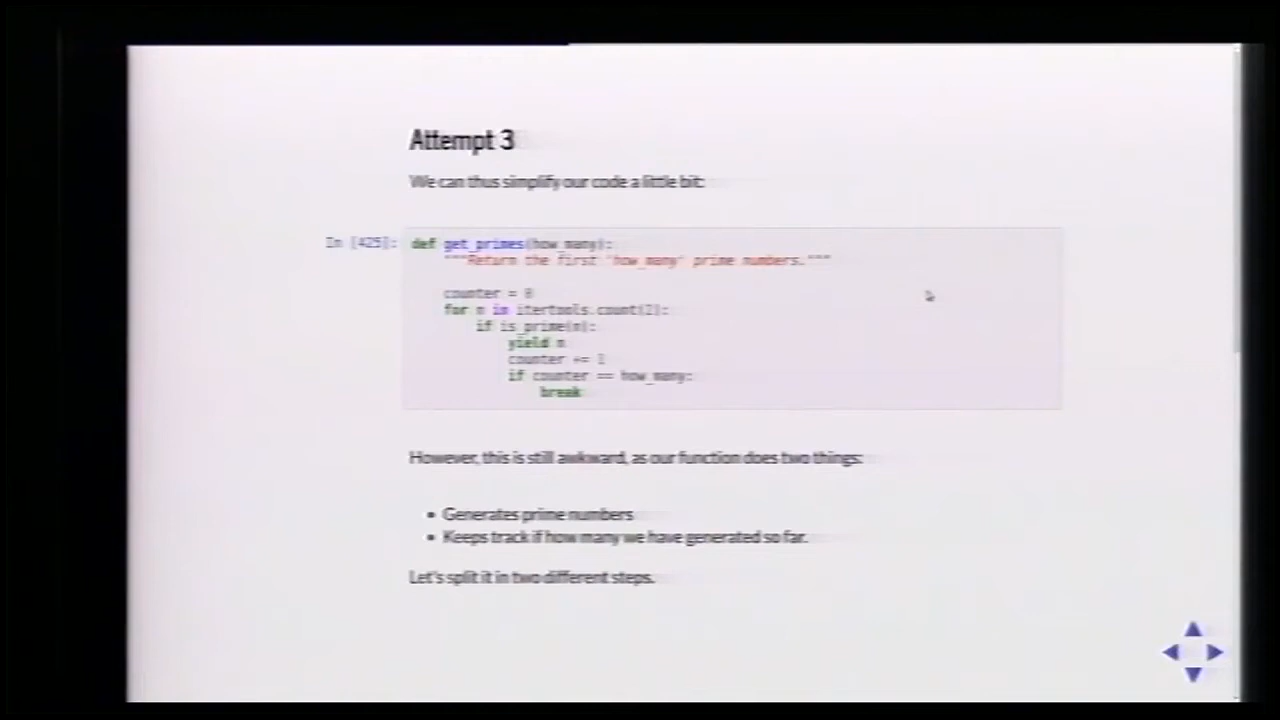 Attempt 3
We can thus simplify our code a little bit:
In [425]: def get_primes(how_many):
"""Return the first 'how_many' prime numbers."""
counter = 0
for n in itertools.count(2):
if is_prime(n):
yield n
counter += 1
if counter == how_many:
break
However, this is still awkward, as our function does two things:
• Generates prime numbers
• Keeps track if how many we have generated so far.
Let's split it in two different steps.